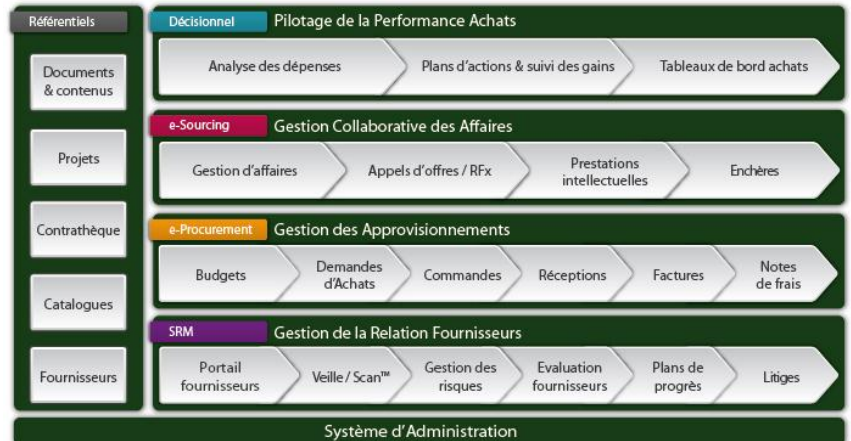 Référentiels
Documents
& contenus
Projets
Contrathèque
Catalogues
Fournisseurs
Décisionnel Pilotage de la Performance Achats
Analyse des dépenses Plans d'actions & suivi des gains Tableaux de bord achats
e-Sourcing Gestion Collaborative des Affaires
Gestion d'affaires Appels d'offres / RFx Prestations
intellectuelles Enchères
e-Procurement Gestion des Approvisionnements
Budgets Demandes
d'Achats Commandes Réceptions Factures Notes
de frais
SRM Gestion de la Relation Fournisseurs
Portail
fournisseurs Veille / Scan™ Gestion des
risques Evaluation
fournisseurs Plans de
progrès Litiges
Système d'Administration